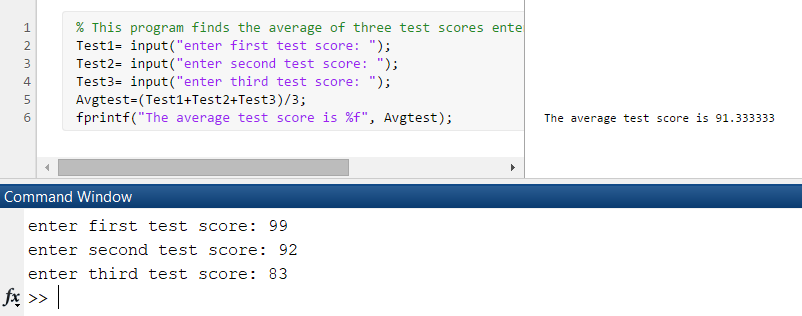 1 % This program finds the average of three test scores ente
2 Test1= input("enter first test score: ");
3 Test2= input("enter second test score: ");
4 Test3= input("enter third test score: ");
5 Avgtest=(Test1+Test2+Test3)/3;
6 fprintf("The average test score is %f", Avgtest);
The average test score is 91.333333
Command Window
enter first test score: 99
enter second test score: 92
enter third test score: 83
fx >>